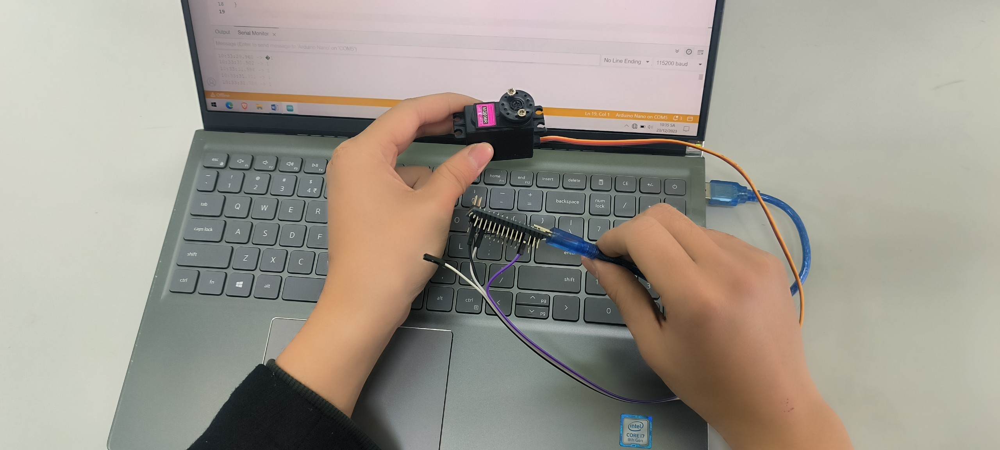 18 }
19
Output Serial Monitor ×
Message (Enter to send message to 'Arduino Nano' on 'COM5')
No Line Ending 115200 baud
10:33:29.960 -> �1
10:33:31.502 -> 1
10:33:31.596 -> 1
10:33:31.712 -> 1
-> 1
Offline
Ln 19, Col 1 Arduino Nano on COM5 3
10:35 SA
23/12/2023
MG996R
esc F1 F2 F3 F4 home F11 end F12 insert delete CE +/-
~ ` ! 1 @ 2 # 3 $ 4 ₹ ) _ - + = backspace num lock /
tab Q W E R O { } | \ 7
caps lock A S D F L : ; enter
shift Z X C / shift 1 3
ctrl fn alt alt ctrl < pg pg > 0
intel
CORE i7
8th Gen